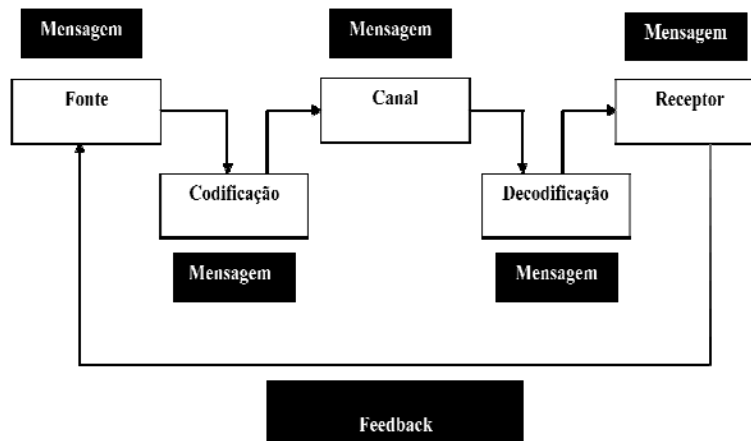 Mensagem
Mensagem
Mensagem
Fonte
Canal
Receptor
Codificação
Decodificação
Mensagem
Mensagem
Feedback